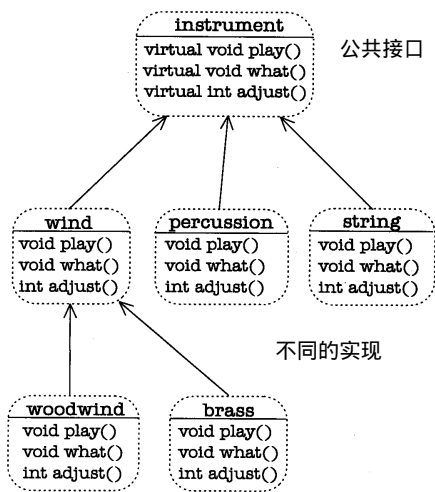 instrument
virtual void play()
virtual void what()
virtual int adjust()
公共接口
wind
void play()
void what()
int adjust()
percussion
void play()
void what()
int adjust()
string
void play()
void what()
int adjust()
不同的实现
woodwind
void play()
void what()
int adjust()
brass
void play()
void what()
int adjust()